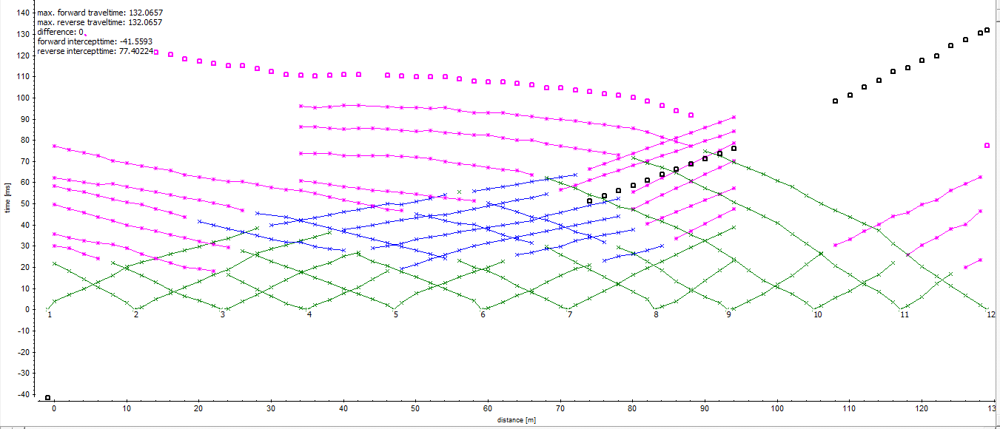 max. forward traveltime: 132.0657
max. reverse traveltime: 132.0657
difference: 0
forward intercepttime: -41.5593
reverse intercepttime: 77.40224
140
130
120
110
100
90
80
70
60
50
40
30
20
10
0
-10
-20
-30
-40
time [ms]
1 2 3 4 5 6 7 8 9 10 11 12
0 10 20 30 40 50 60 70 80 90 100 110 120 13
distance [m]